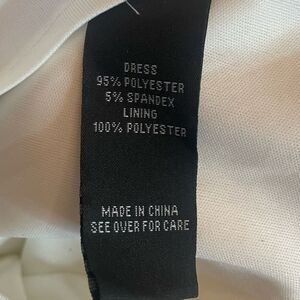 DRESS
95% POLYESTER
5% SPANDEX
LINING
100% POLYESTER
MADE IN CHINA
SEE OVER FOR CARE